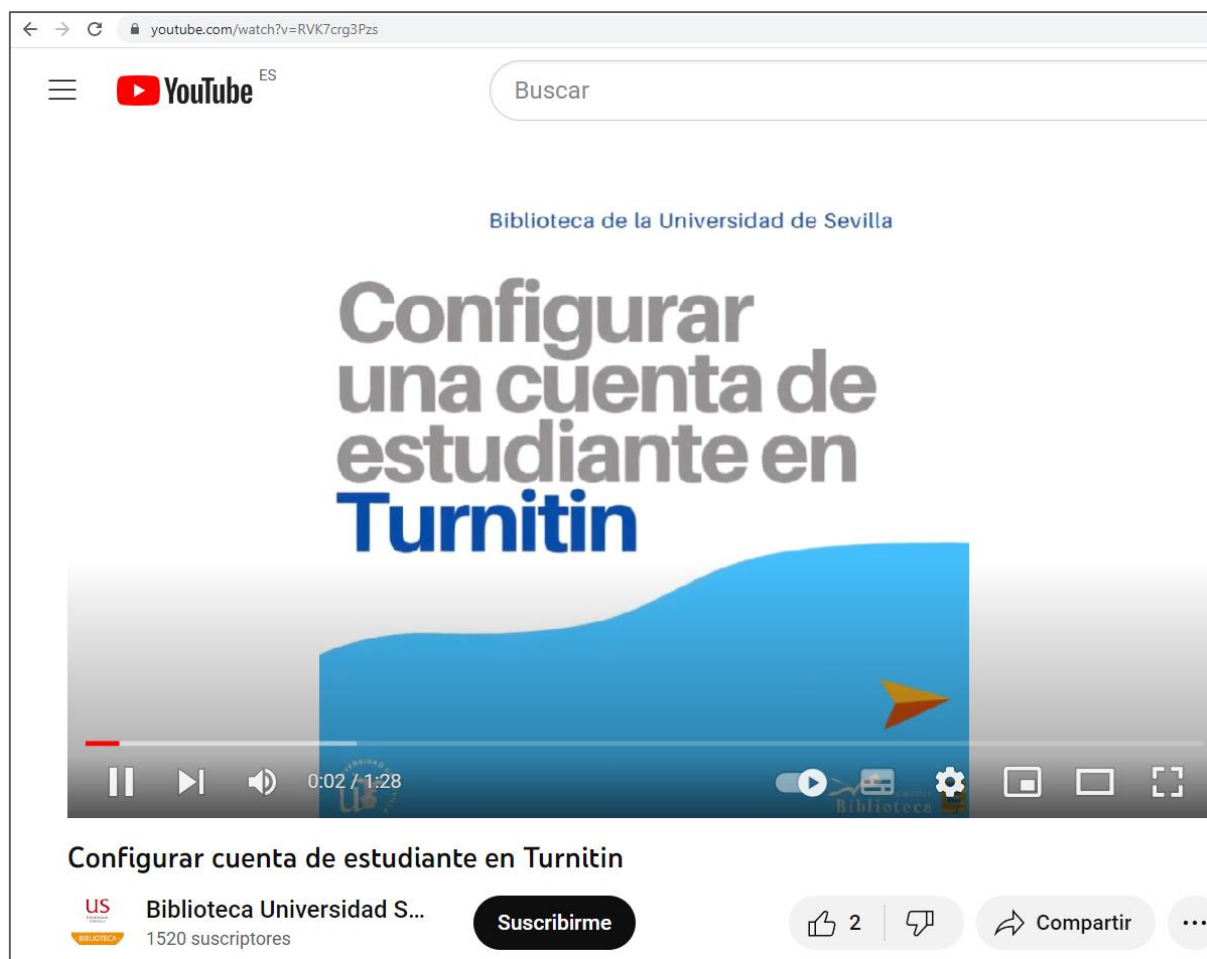 youtube.com/watch?v=RVK7crg3Pzs
YouTube ES
Buscar
Biblioteca de la Universidad de Sevilla
Configurar
una cuenta de
estudiante en
Turnitin
0:02 / 1:28
Biblioteca
Configurar cuenta de estudiante en Turnitin
US
BIBLIOTECA
Biblioteca Universidad S...
1520 suscriptores
Suscribirme
2
Compartir